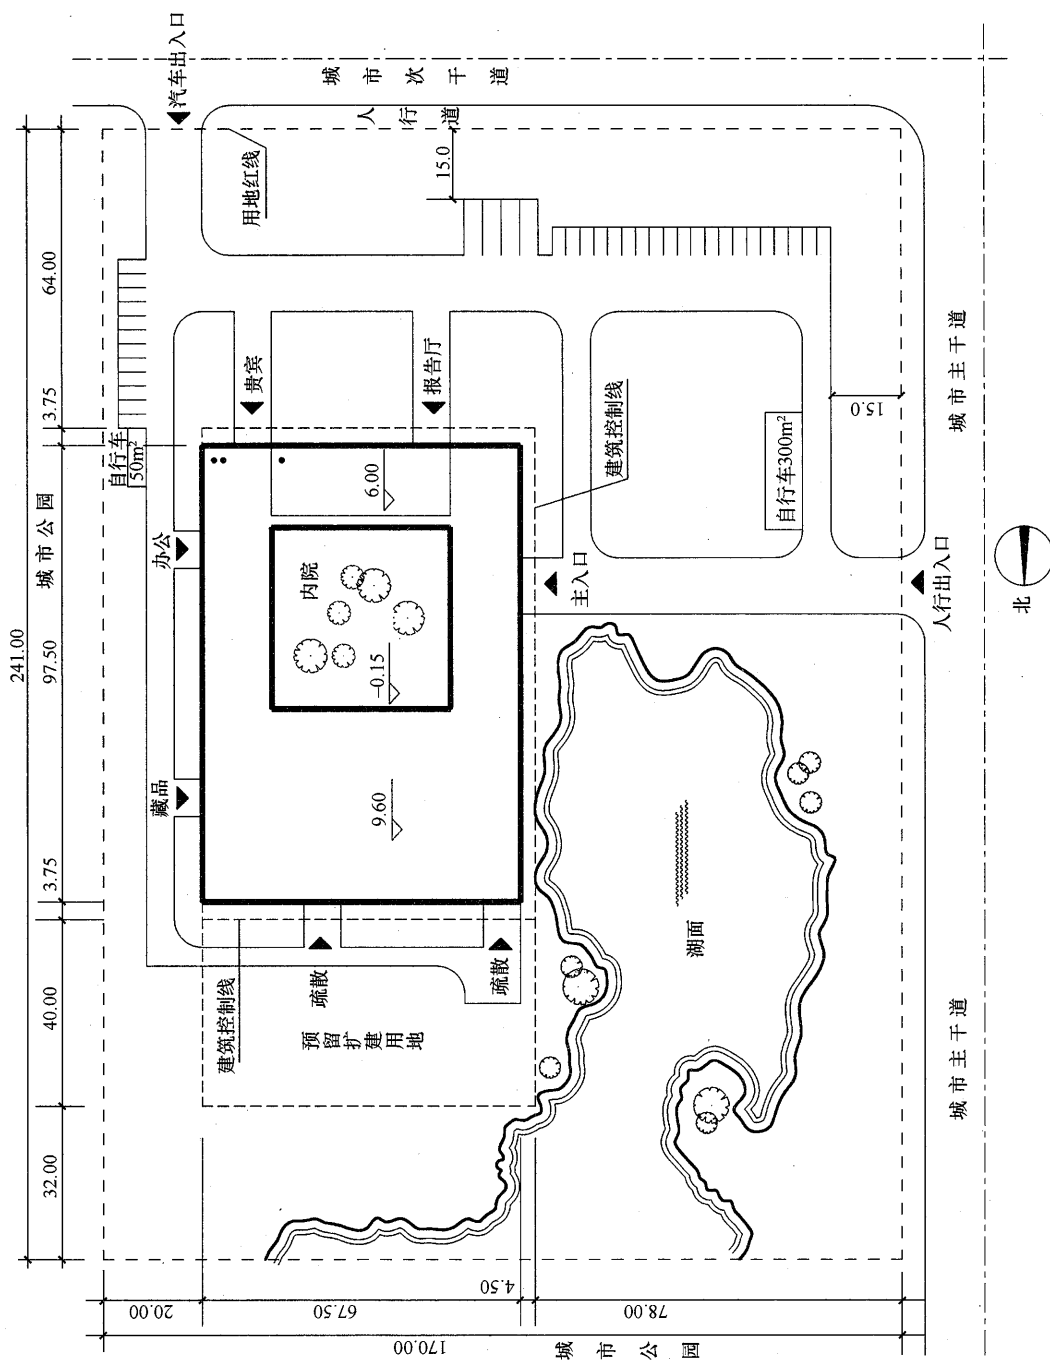 241.00
32.00
40.00
3.75
97.50
3.75
64.00
城市公园
自行车
50m²
汽车出入口
城市次干道
人行道
用地红线
15.0
藏品
办公
贵宾
报告厅
内院
6.00
-0.15
9.60
建筑控制线
疏散
疏散
预留扩建用地
建筑控制线
主入口
自行车300m²
15.0
湖面
人行出入口
城市主干道
城市主干道
北
20.00
67.50
4.50
78.00
170.00
城市公园